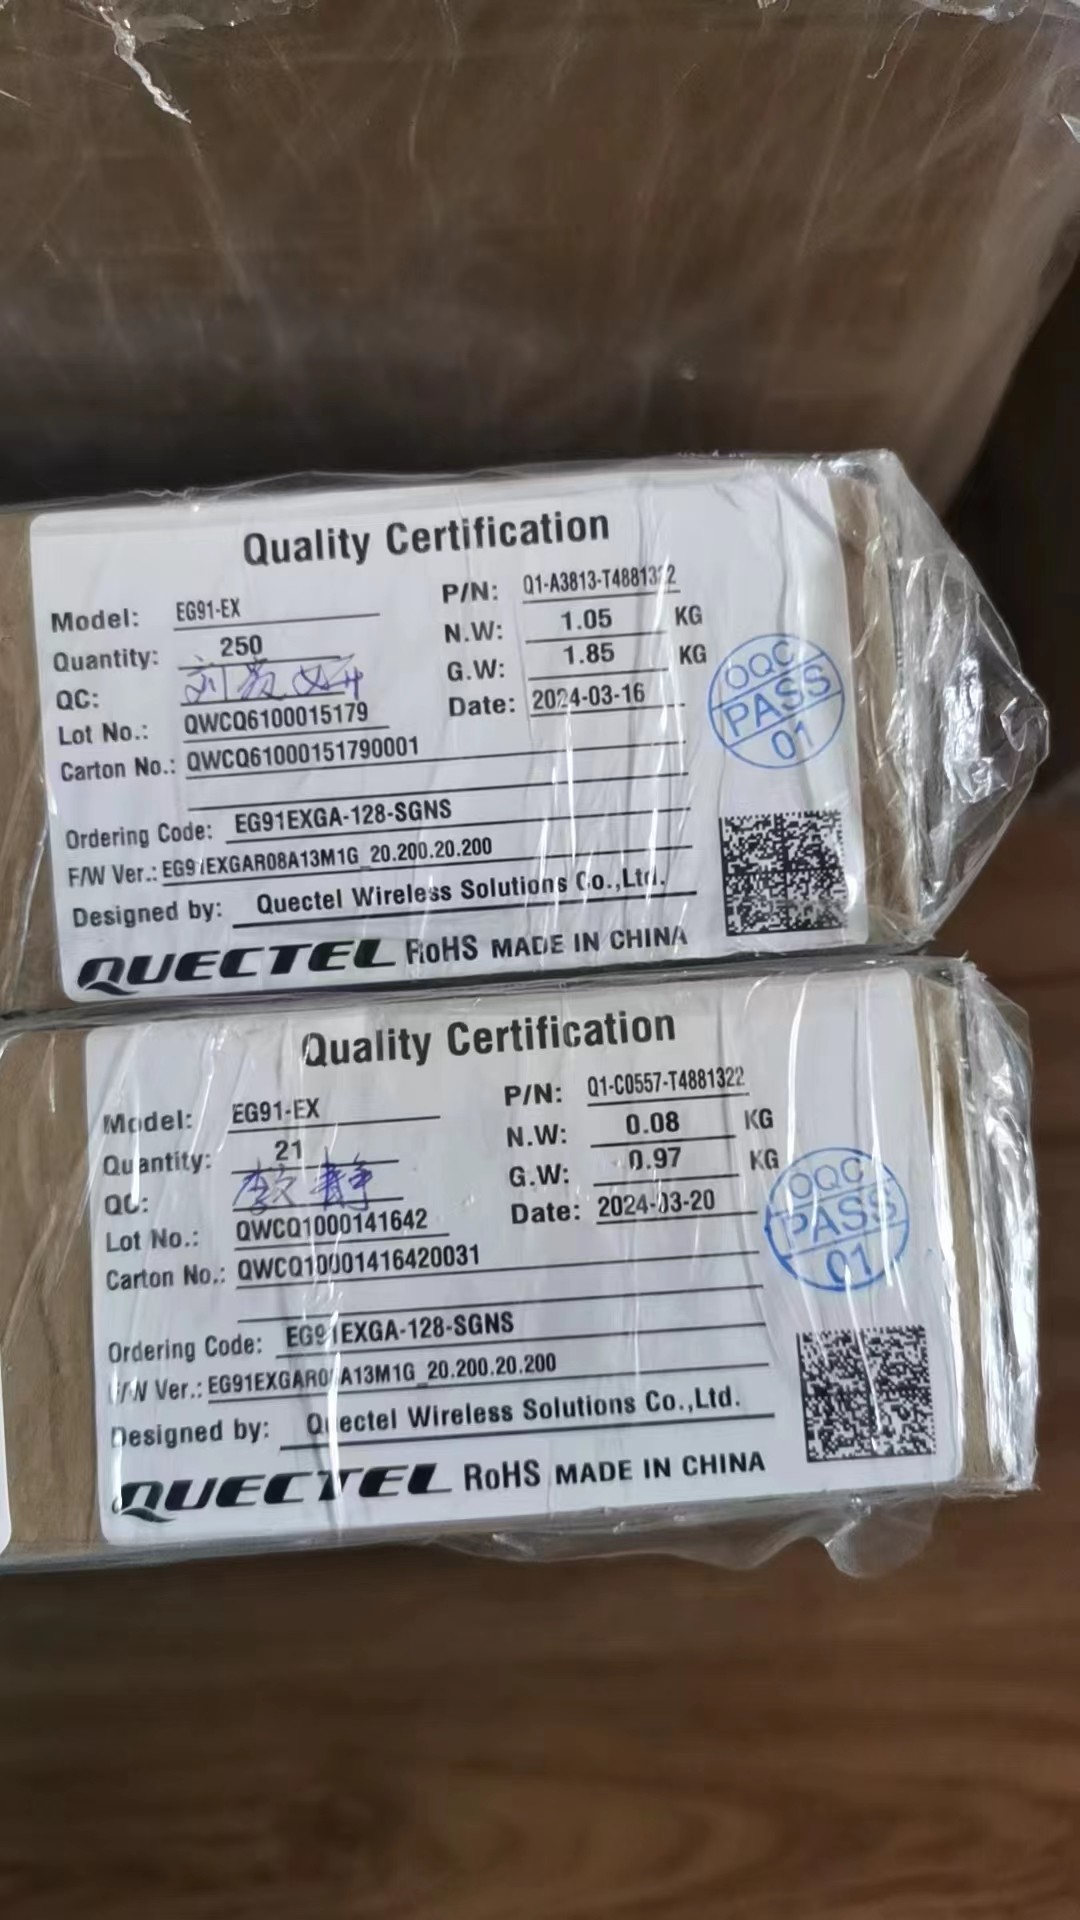 Quality Certification
Model: EG91-EX
P/N: Q1-A3813-T4881322
Quantity: 250
N.W: 1.05 KG
QC:
G.W: 1.85 KG
Lot No.: QWCQ6100015179
Date: 2024-03-16
Carton No.: QWCQ61000151790001
OQC
PASS
01
Ordering Code: EG91EXGA-128-SGNS
F/W Ver.: EG91EXGAR08A13M1G_20.200.20.200
Designed by: Quectel Wireless Solutions Co.,Ltd.
QUECTEL RoHS MADE IN CHINA
Quality Certification
Model: EG91-EX
P/N: Q1-C0557-T4881322
Quantity: 21
N.W: 0.08 KG
QC:
G.W: 0.97 KG
Lot No.: QWCQ1000141642
Date: 2024-03-20
Carton No.: QWCQ10001416420031
OQC
PASS
01
Ordering Code: EG91EXGA-128-SGNS
F/W Ver.: EG91EXGAR08A13M1G_20.200.20.200
Designed by: Quectel Wireless Solutions Co.,Ltd.
QUECTEL RoHS MADE IN CHINA